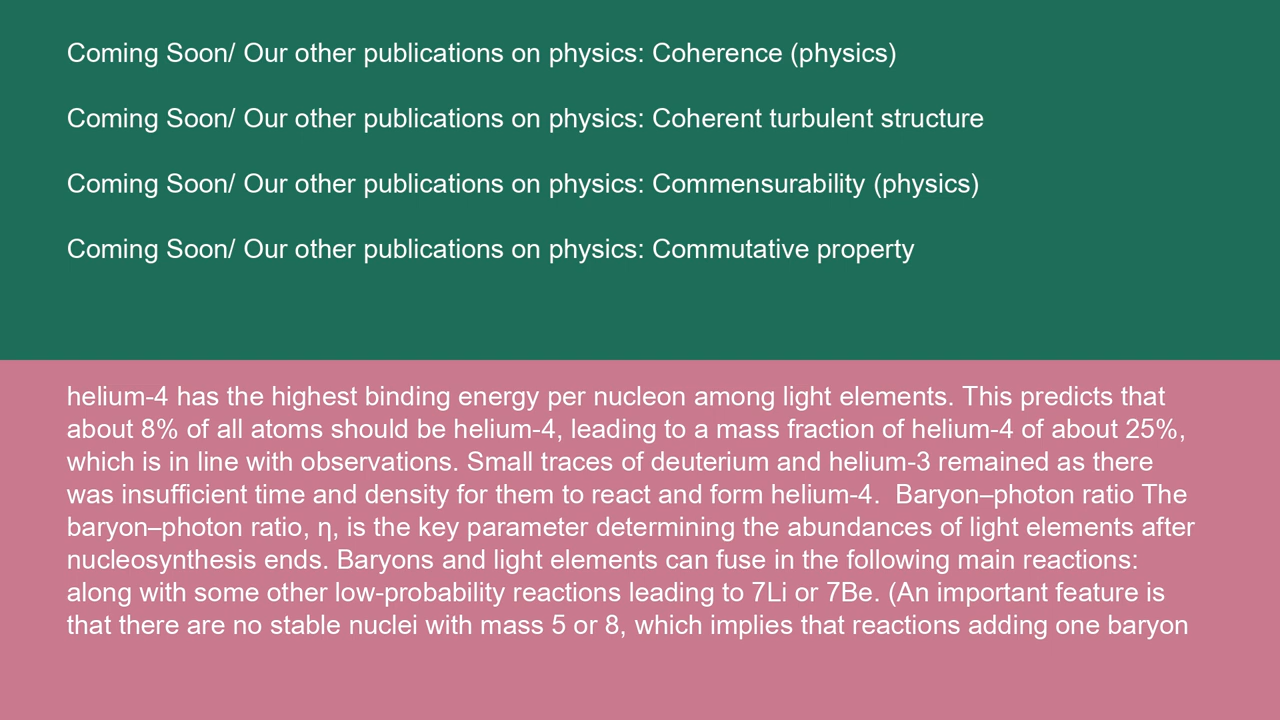 Coming Soon/ Our other publications on physics: Coherence (physics)
Coming Soon/ Our other publications on physics: Coherent turbulent structure
Coming Soon/ Our other publications on physics: Commensurability (physics)
Coming Soon/ Our other publications on physics: Commutative property
helium-4 has the highest binding energy per nucleon among light elements. This predicts that
about 8% of all atoms should be helium-4, leading to a mass fraction of helium-4 of about 25%,
which is in line with observations. Small traces of deuterium and helium-3 remained as there
was insufficient time and density for them to react and form helium-4.  Baryon–photon ratio The
baryon–photon ratio, η, is the key parameter determining the abundances of light elements after
nucleosynthesis ends. Baryons and light elements can fuse in the following main reactions:
along with some other low-probability reactions leading to 7Li or 7Be. (An important feature is
that there are no stable nuclei with mass 5 or 8, which implies that reactions adding one baryon